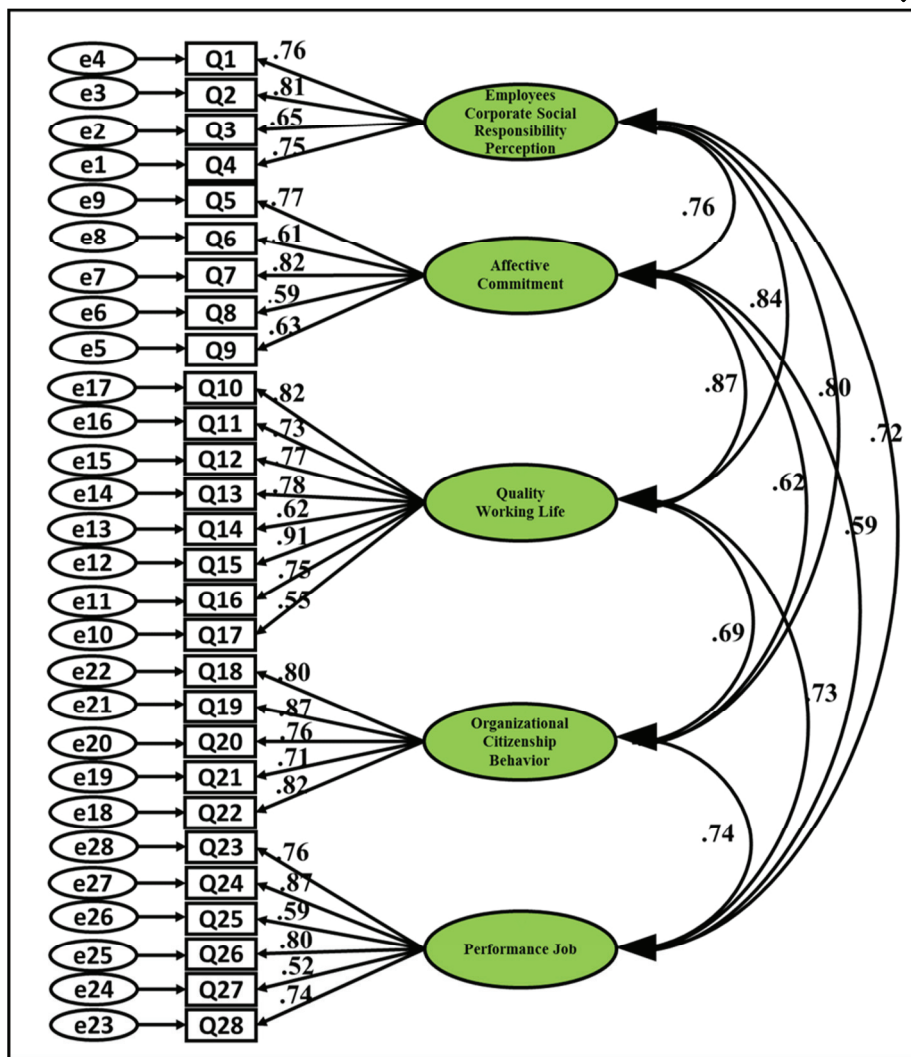 e4 Q1 .76
e3 Q2 .81
e2 Q3 .65
e1 Q4 .75
Employees
Corporate Social
Responsibility
Perception
e9 Q5 .77
e8 Q6 .61
e7 Q7 .82
e6 Q8 .59
e5 Q9 .63
Affective
Commitment
e17 Q10 .82
e16 Q11 .73
e15 Q12 .77
e14 Q13 .78
e13 Q14 .62
e12 Q15 .91
e11 Q16 .75
e10 Q17 .55
Quality
Working Life
e22 Q18 .80
e21 Q19 .87
e20 Q20 .76
e19 Q21 .71
e18 Q22 .82
Organizational
Citizenship
Behavior
e28 Q23 .76
e27 Q24 .87
e26 Q25 .59
e25 Q26 .80
e24 Q27 .52
e23 Q28 .74
Performance Job
.76
.84
.87
.80
.72
.62
.59
.69
.73
.74